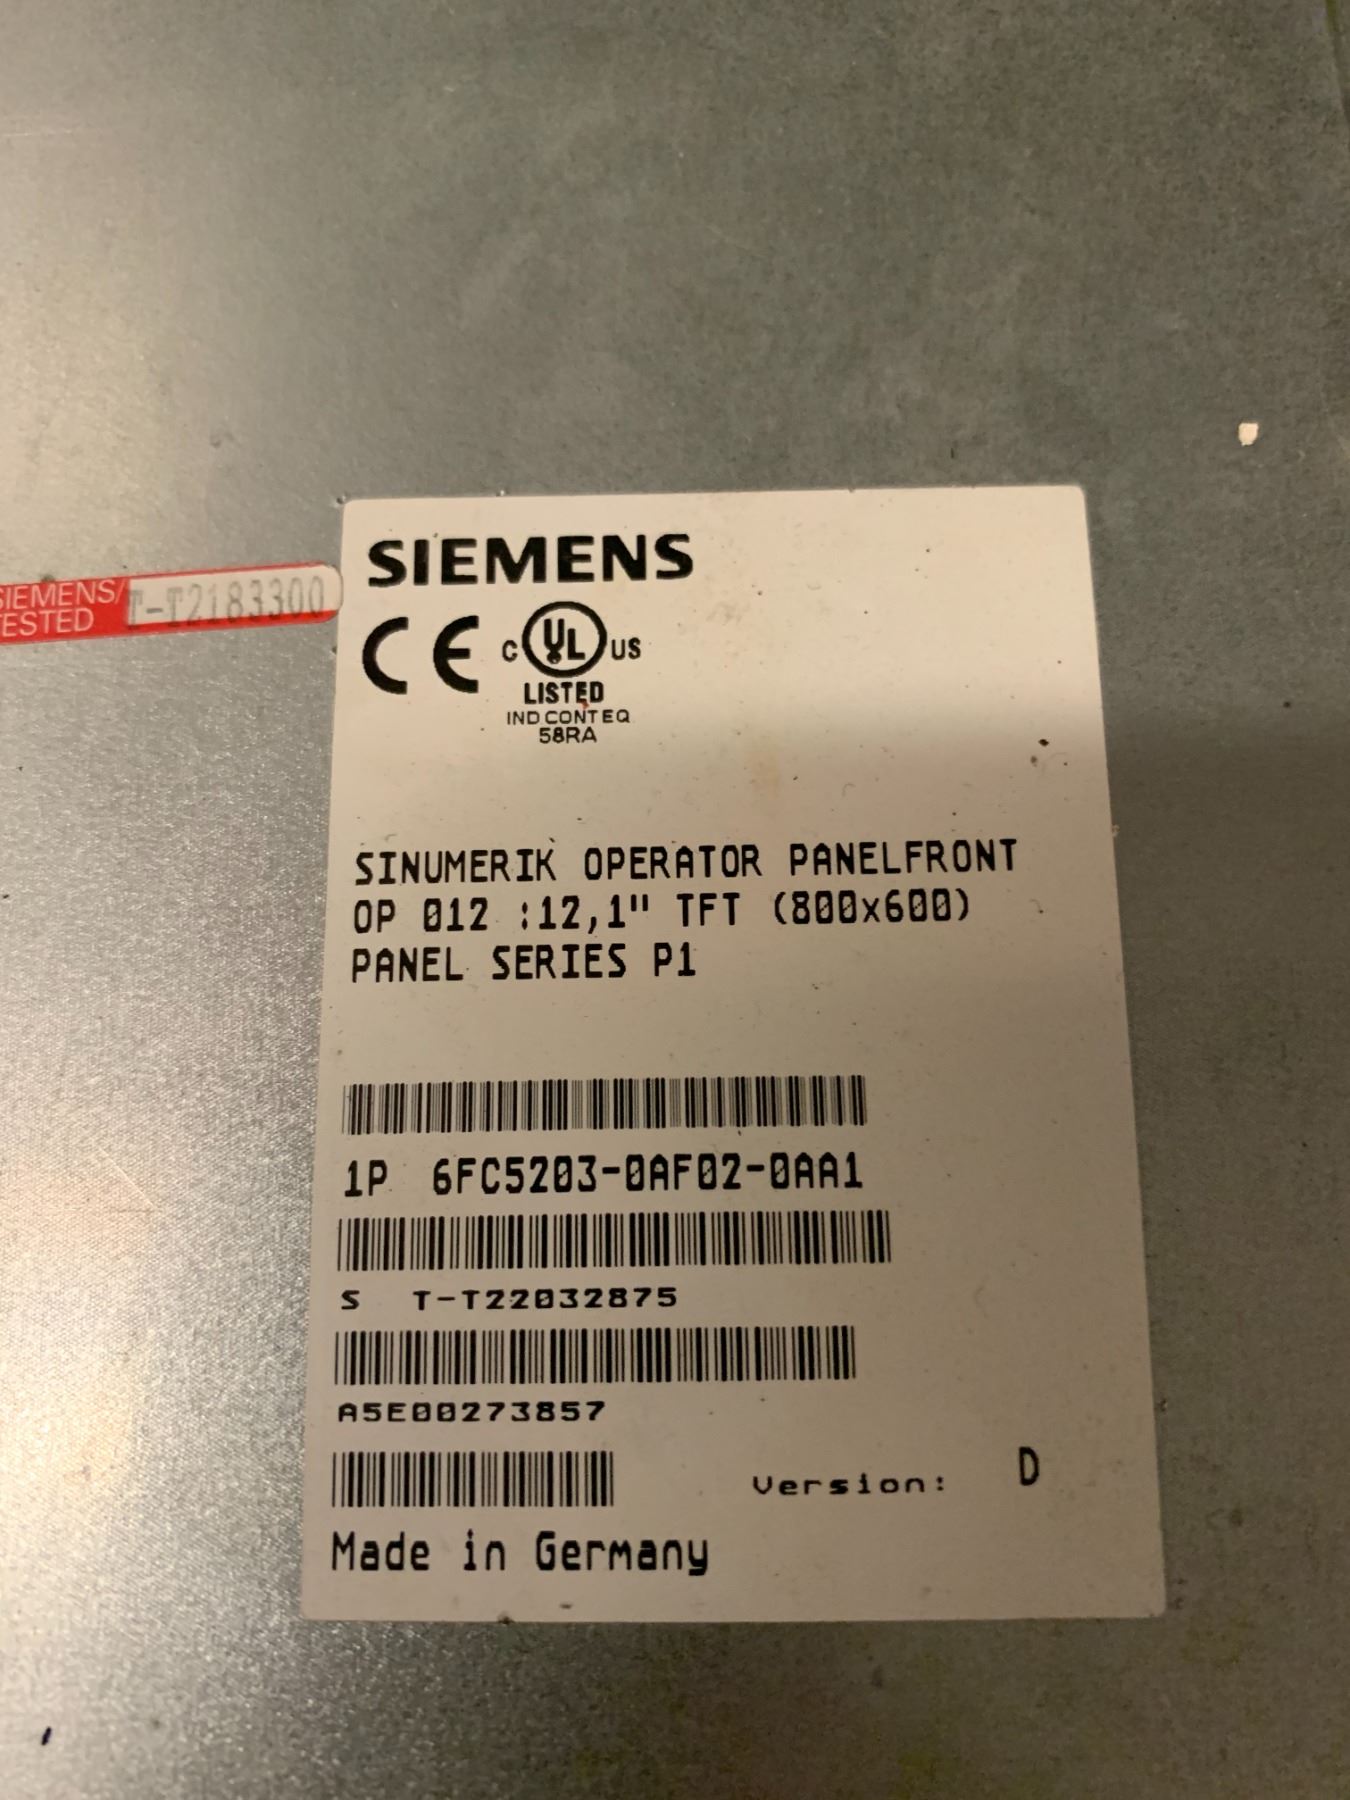 SIEMENS
CE C UL US
LISTED
IND CONT EQ
58RA
SIEMENS/ T-T2183300
TESTED
SINUMERIK OPERATOR PANELFRONT
OP 012 :12,1" TFT (800x600)
PANEL SERIES P1
1P 6FC5203-0AF02-0AA1
S T-T22032875
A5E00273857
Version: D
Made in Germany